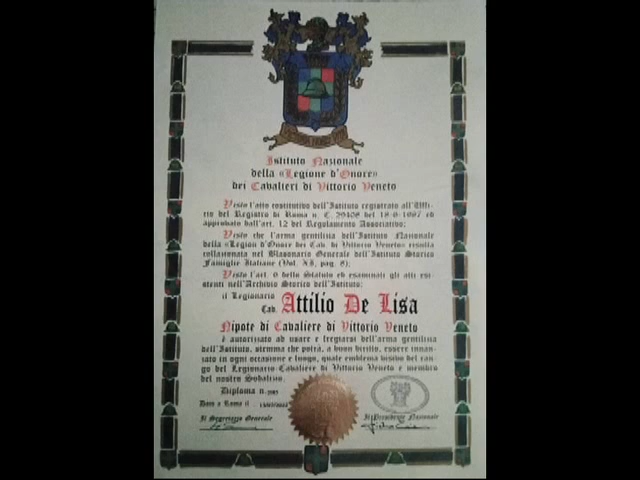 Istituto Nazionale
della «Legione d'Onore»
dei Cavalieri di Vittorio Veneto
Visto l'atto costitutivo dell'Istituto registrato all'Uffi-
cio del Registro di Roma n. C. 29408 del 18-6-1997 ed
approvato dall'art. 12 del Regolamento Associativo;
Visto che l'arma gentilizia dell'Istituto Nazionale
della «Legion d'Onore dei Cav. di Vittorio Veneto» risulta
collazionata nel Blasonario Generale dell'Istituto Storico
Famiglie Italiane (Vol. XI, pag. 8);
Visto l'art. 6 dello Statuto ed esaminati gli atti esi-
stenti nell'Archivio Storico dell'Istituto:
il Legionario
Cav. Attilio De Lisa
Nipote di Cavaliere di Vittorio Veneto
è autorizzato ad usare e fregiarsi dell'arma gentilizia
dell'Istituto, stemma che potrà, a buon diritto, essere innal-
zato in ogni occasione e luogo, quale emblema visivo del ran-
go del Legionario-Cavaliere di Vittorio Veneto e membro
del nostro Sodalizio.
Diploma n.
Dato a Roma il
Il Segretario Generale
Il Presidente Nazionale